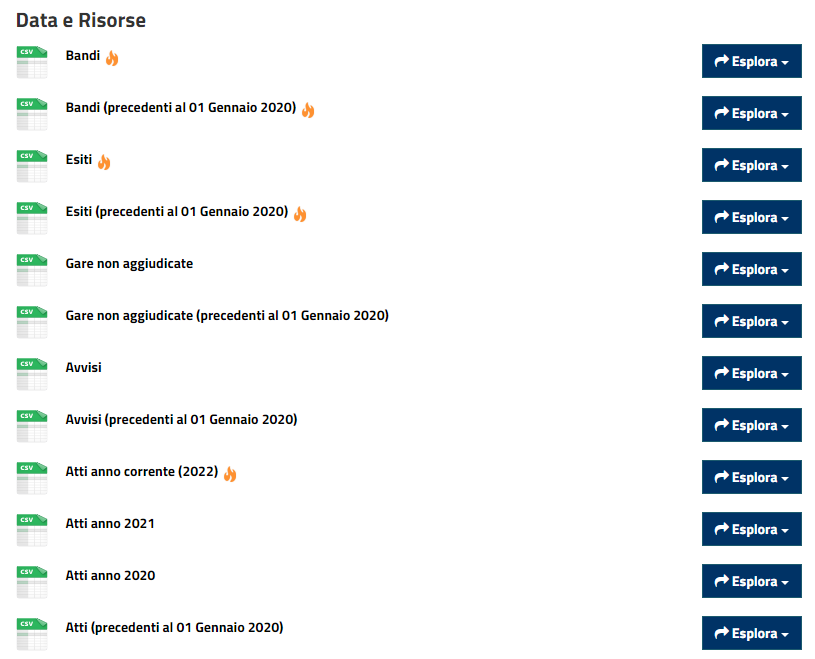 Data e Risorse
CSV Bandi Esplora
CSV Bandi (precedenti al 01 Gennaio 2020) Esplora
CSV Esiti Esplora
CSV Esiti (precedenti al 01 Gennaio 2020) Esplora
CSV Gare non aggiudicate Esplora
CSV Gare non aggiudicate (precedenti al 01 Gennaio 2020) Esplora
CSV Avvisi Esplora
CSV Avvisi (precedenti al 01 Gennaio 2020) Esplora
CSV Atti anno corrente (2022) Esplora
CSV Atti anno 2021 Esplora
CSV Atti anno 2020 Esplora
CSV Atti (precedenti al 01 Gennaio 2020) Esplora